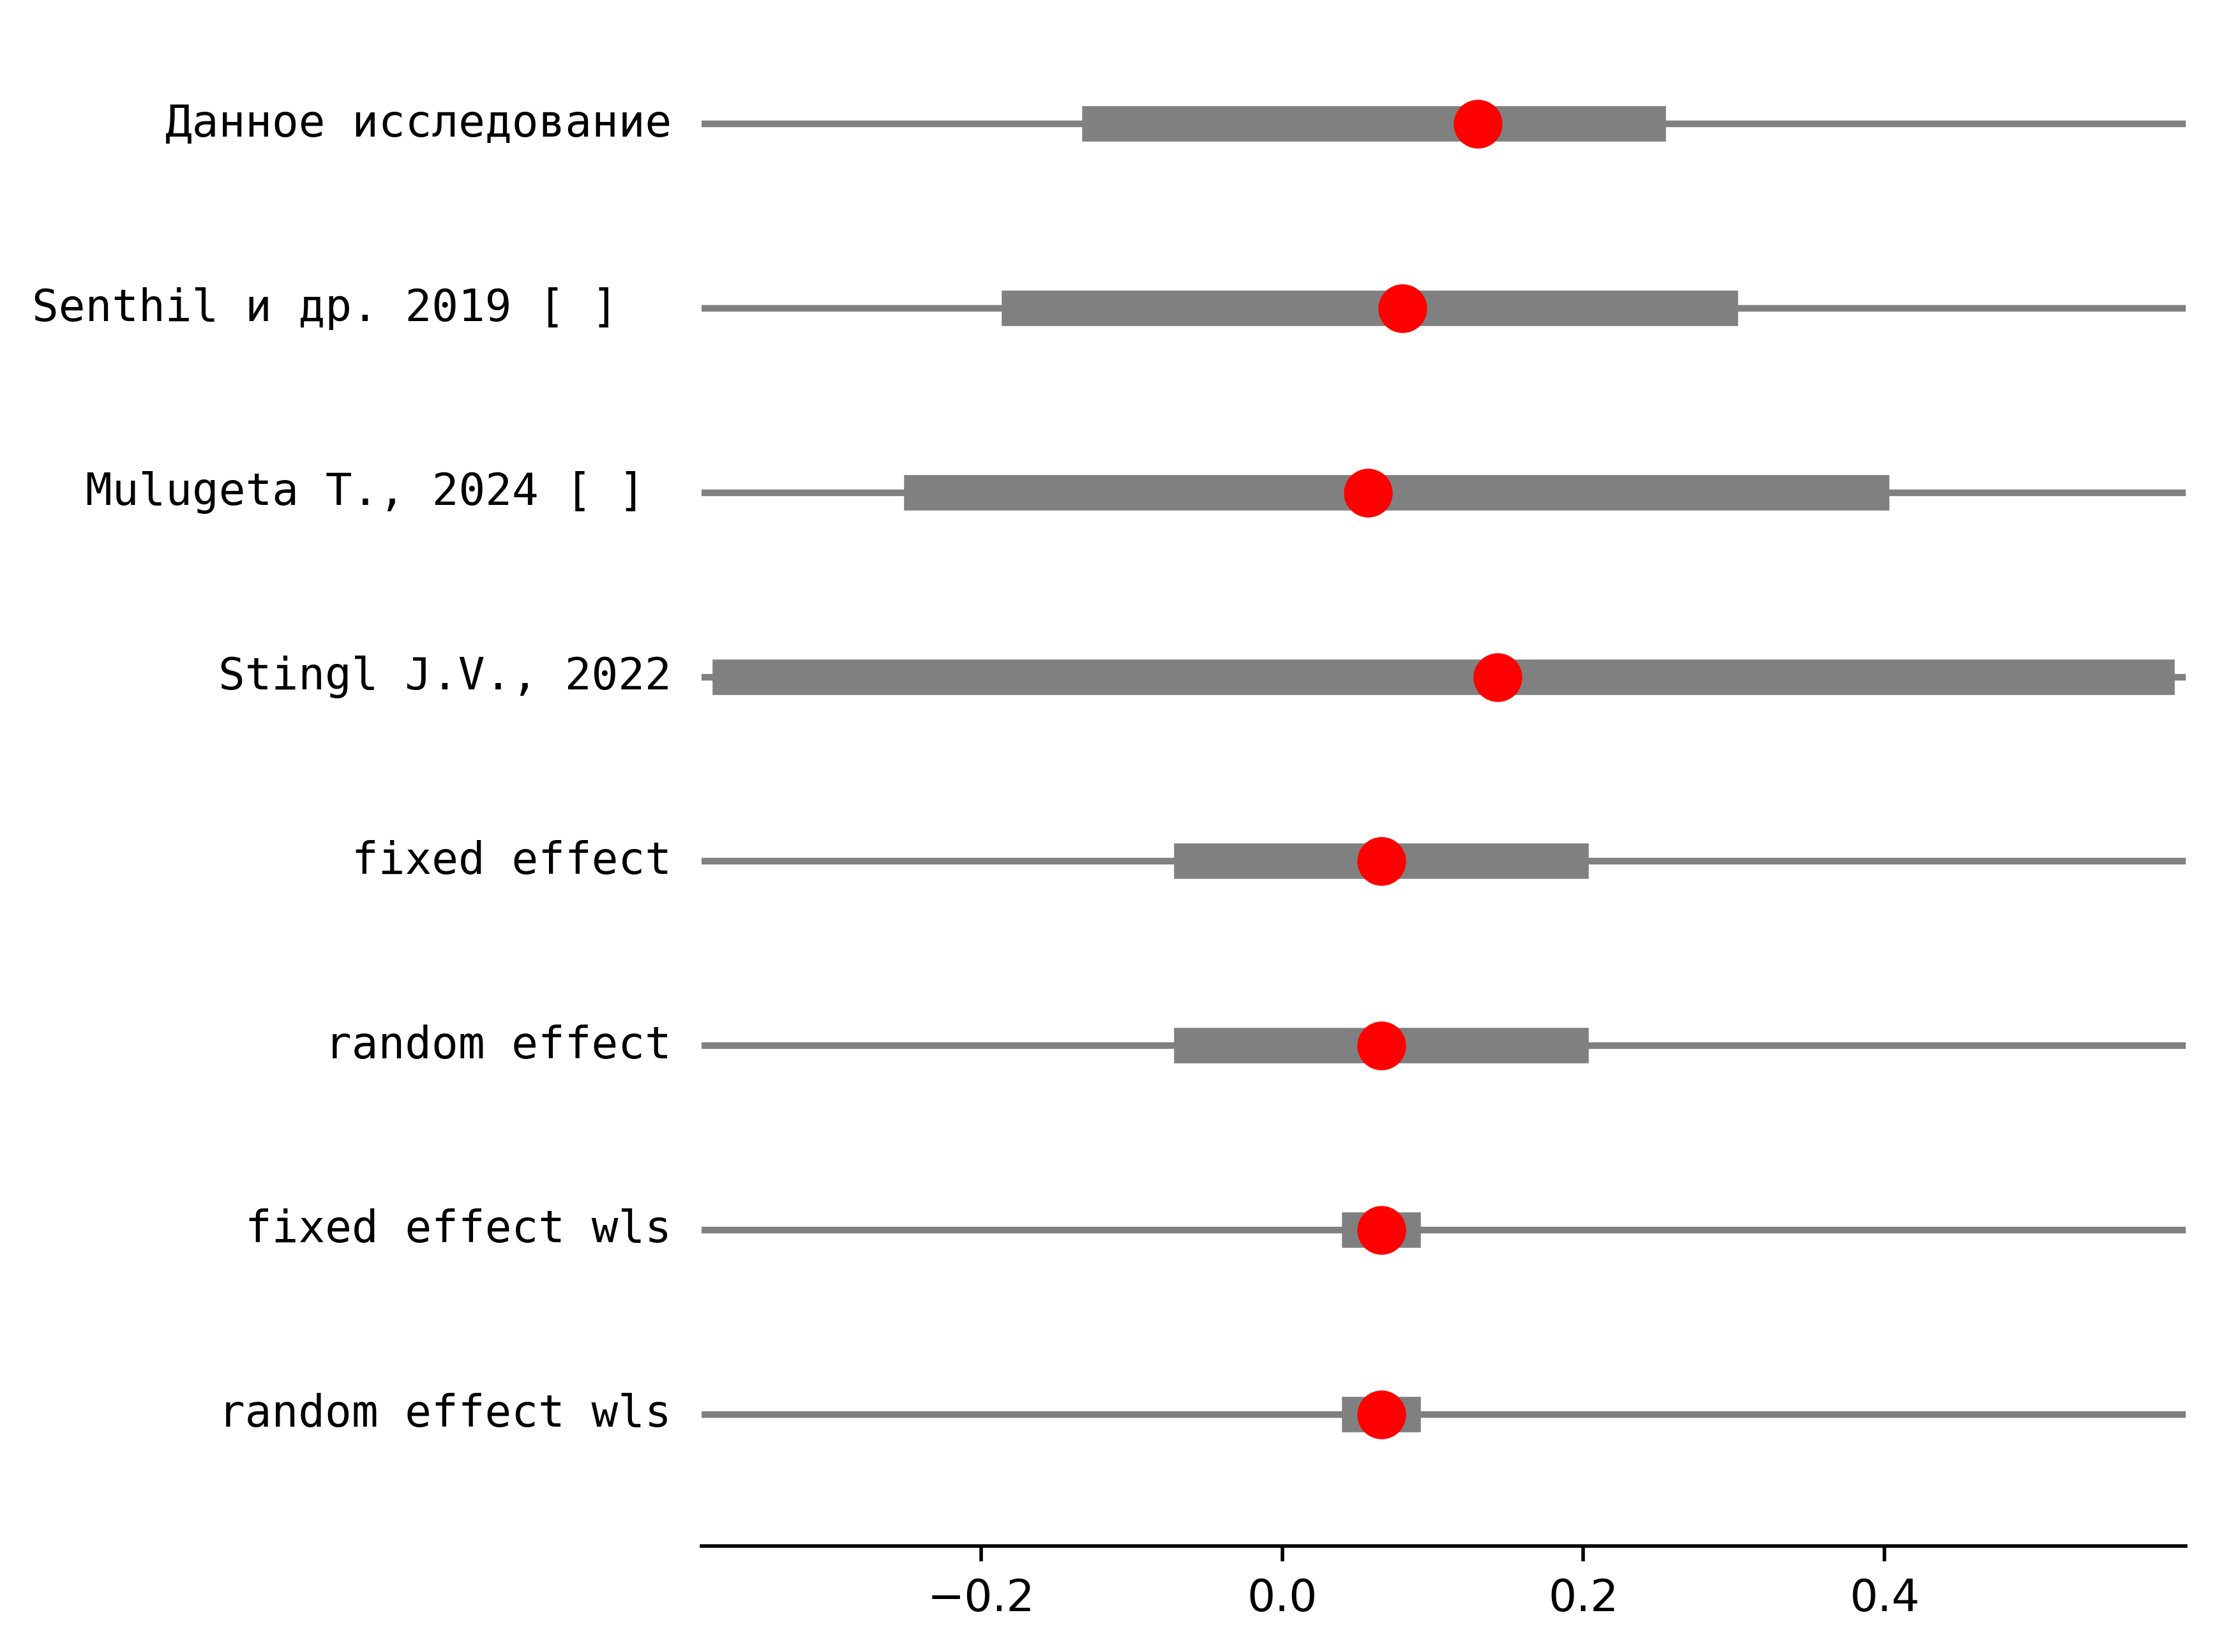 Данное исследование
Senthil и др. 2019 [ ]
Mulugeta T., 2024 [ ]
Stingl J.V., 2022
fixed effect
random effect
fixed effect wls
random effect wls
−0.2 0.0 0.2 0.4